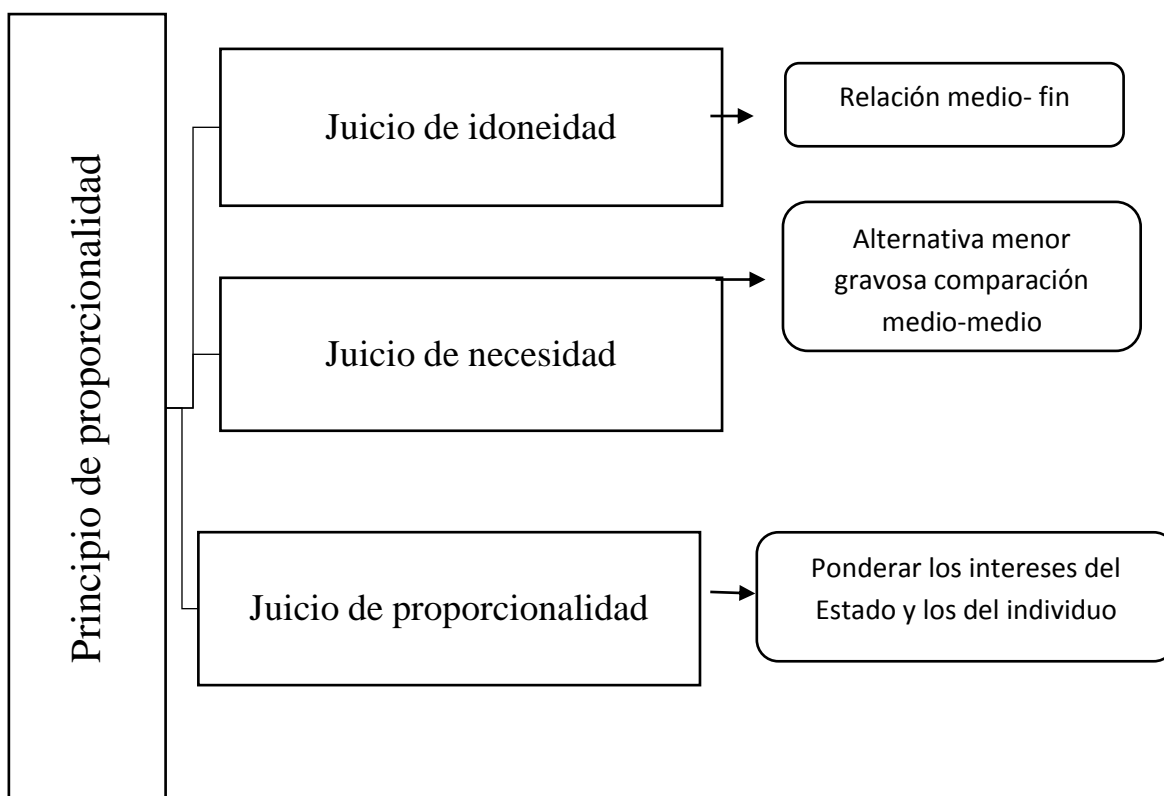 Principio de proporcionalidad
Juicio de idoneidad
Relación medio- fin
Juicio de necesidad
Alternativa menor
gravosa comparación
medio-medio
Juicio de proporcionalidad
Ponderar los intereses del
Estado y los del individuo